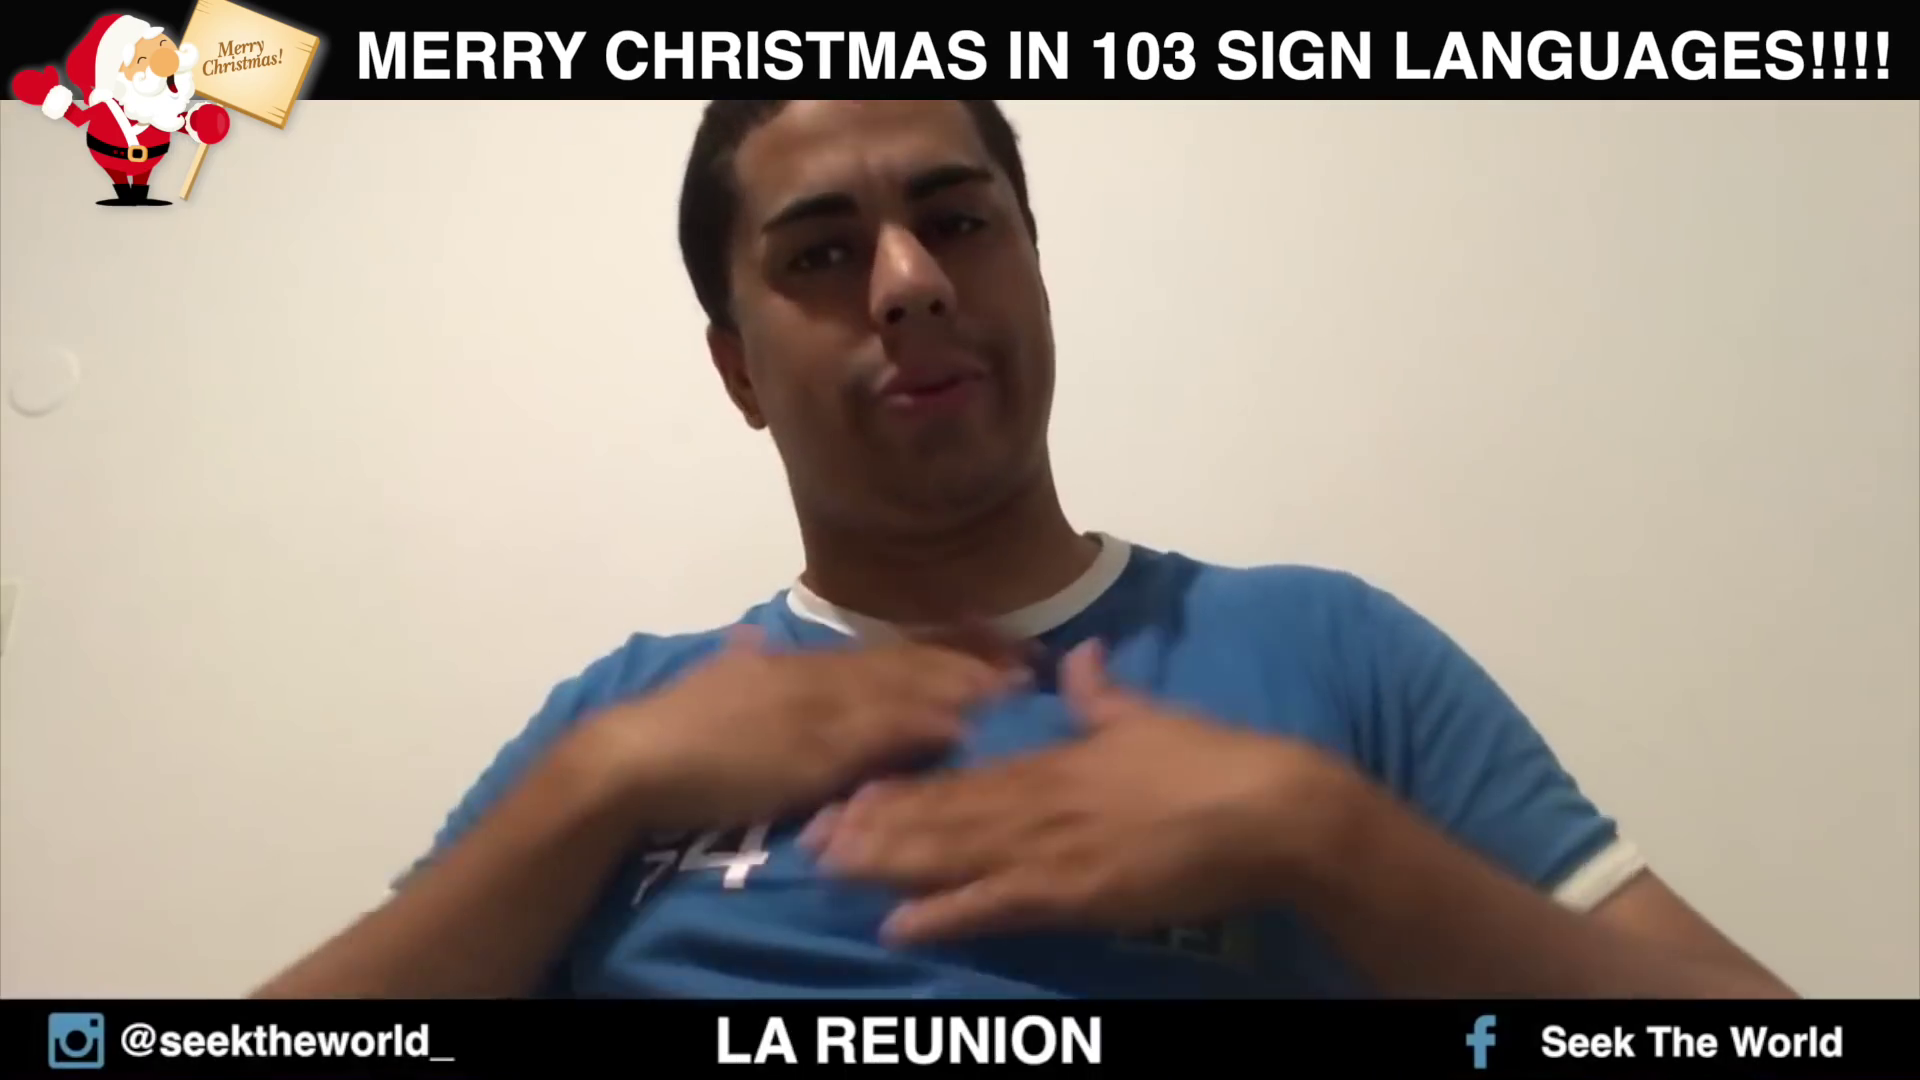 Merry
Christmas!
MERRY CHRISTMAS IN 103 SIGN LANGUAGES!!!!
@seektheworld_
LA REUNION
Seek The World